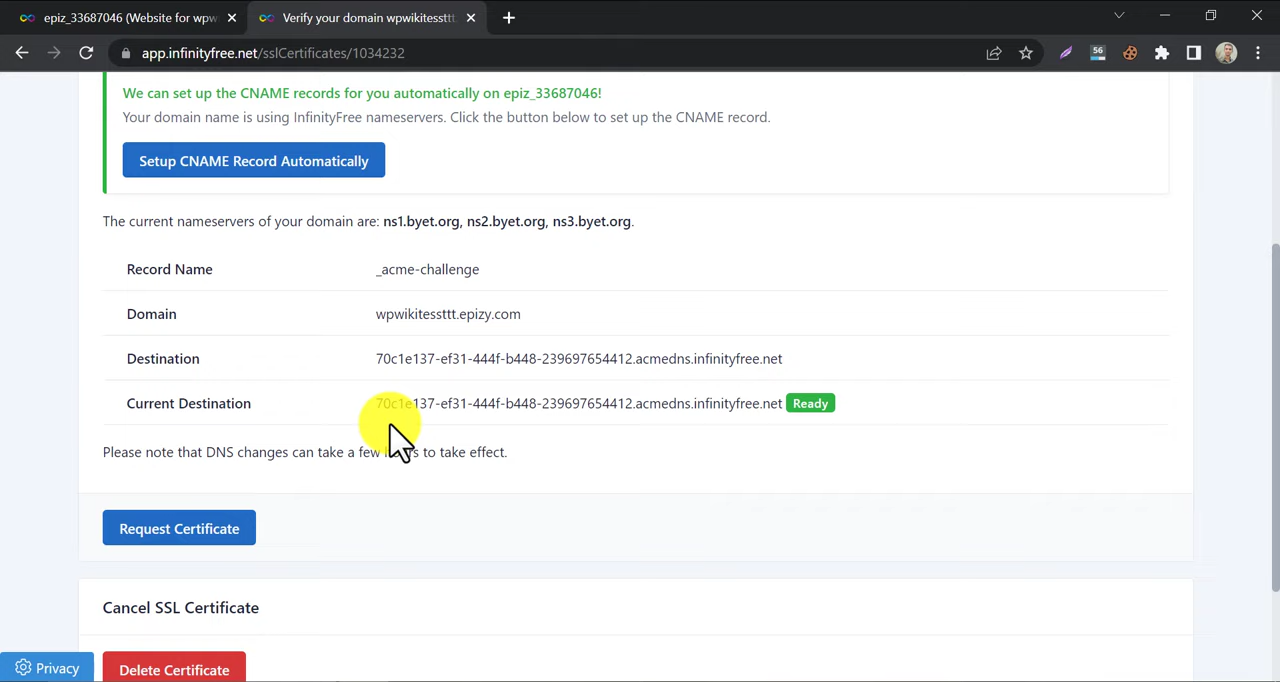 epiz_33687046 (Website for wpw
Verify your domain wpwikitessttt.
app.infinityfree.net/sslCertificates/1034232
56
We can set up the CNAME records for you automatically on epiz_33687046!
Your domain name is using InfinityFree nameservers. Click the button below to set up the CNAME record.
Setup CNAME Record Automatically
The current nameservers of your domain are: ns1.byet.org, ns2.byet.org, ns3.byet.org.
Record Name _acme-challenge
Domain wpwikitessttt.epizy.com
Destination 70c1e137-ef31-444f-b448-239697654412.acmedns.infinityfree.net
Current Destination 70c1e137-ef31-444f-b448-239697654412.acmedns.infinityfree.net Ready
Please note that DNS changes can take a few hours to take effect.
Request Certificate
Cancel SSL Certificate
Privacy
Delete Certificate